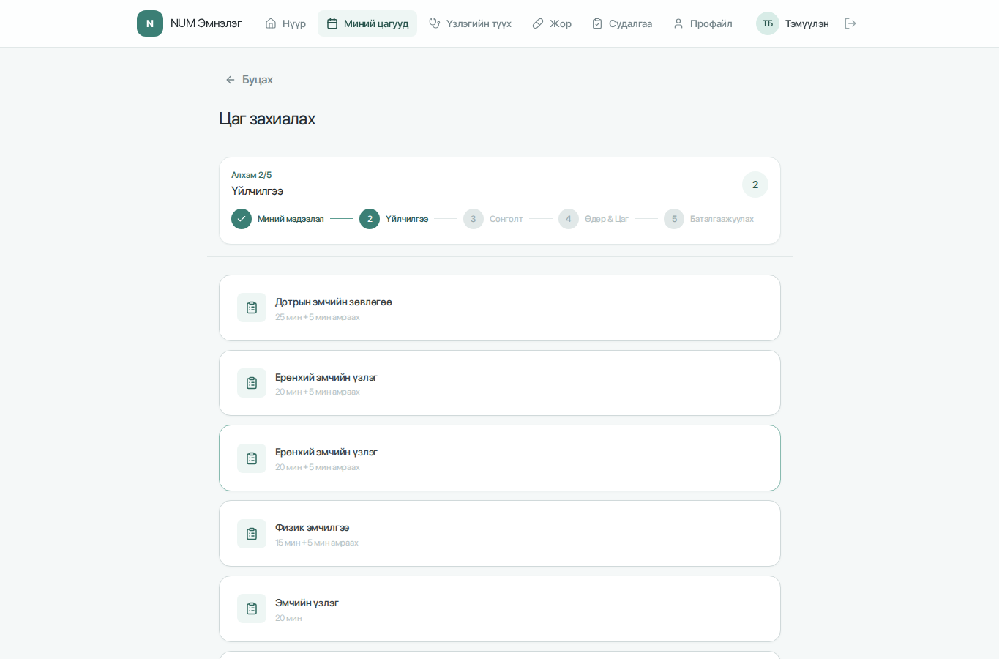 N NUM Эмнэлэг Нүүр Миний цагууд Үзлэгийн түүх Жор Судалгаа Профайл ТБ Тэмүүлэн
Буцах
Цаг захиалах
Алхам 2/5
Үйлчилгээ
2
Миний мэдээлэл 2 Үйлчилгээ 3 Сонголт 4 Өдөр & Цаг 5 Баталгаажуулах
Дотрын эмчийн зөвлөгөө
25 мин + 5 мин амраах
Ерөнхий эмчийн үзлэг
20 мин + 5 мин амраах
Ерөнхий эмчийн үзлэг
20 мин + 5 мин амраах
Физик эмчилгээ
15 мин + 5 мин амраах
Эмчийн үзлэг
20 мин